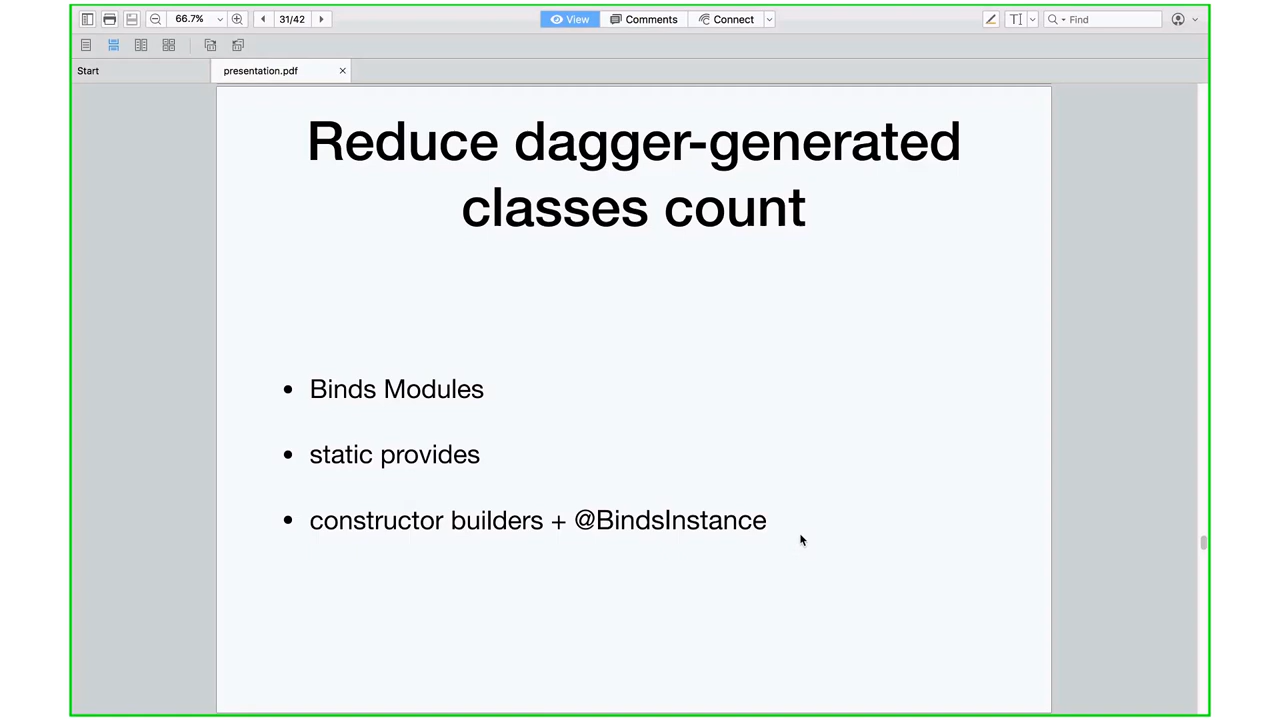 66.7%
31/42
View
Comments
Connect
Find
Start
presentation.pdf
Reduce dagger-generated
classes count
• Binds Modules
• static provides
• constructor builders + @BindsInstance